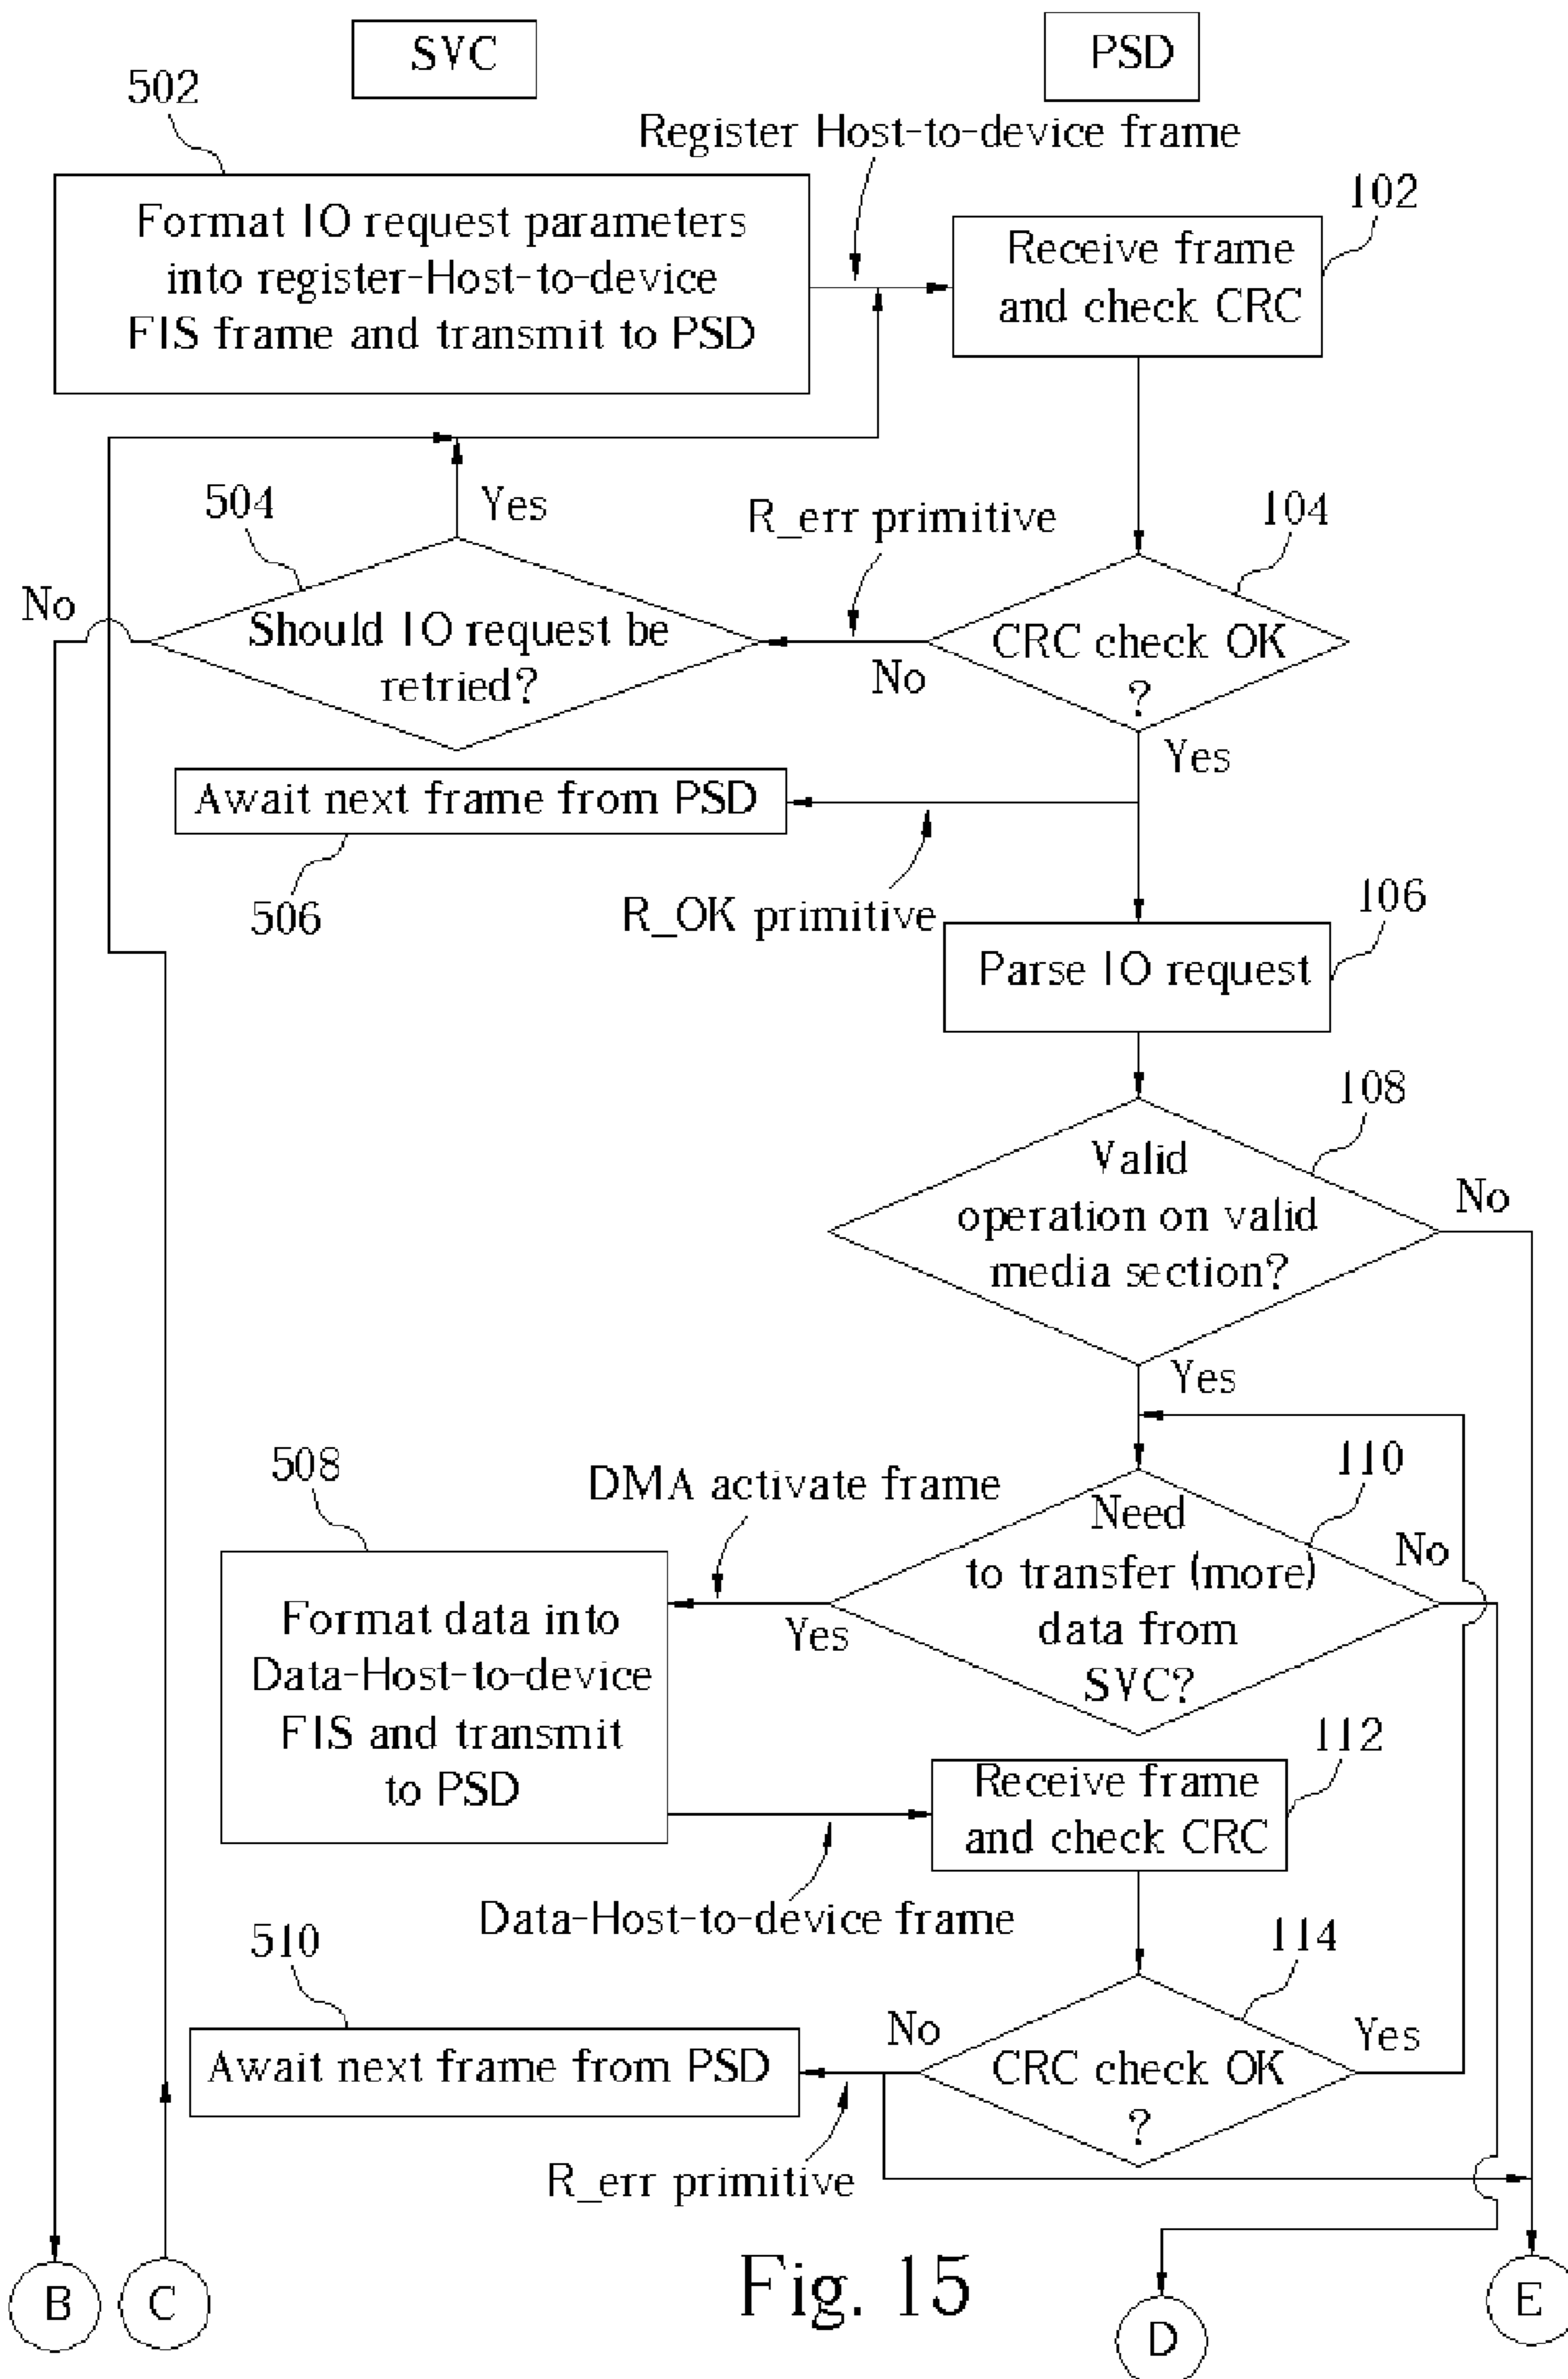 SVC
PSD
502
Register Host-to-device frame
102
Format IO request parameters
into register-Host-to-device
FIS frame and transmit to PSD
Receive frame
and check CRC
504
Yes
R_err primitive
104
No
Should IO request be
retried?
No
CRC check OK
?
Yes
Await next frame from PSD
506
R_OK primitive
106
Parse IO request
108
Valid
operation on valid
media section?
No
Yes
508
DMA activate frame
110
Need
to transfer (more)
data from
SVC?
No
Yes
Format data into
Data-Host-to-device
FIS and transmit
to PSD
112
Receive frame
and check CRC
Data-Host-to-device frame
510
114
No
Yes
Await next frame from PSD
CRC check OK
?
R_err primitive
B
C
Fig. 15
D
E